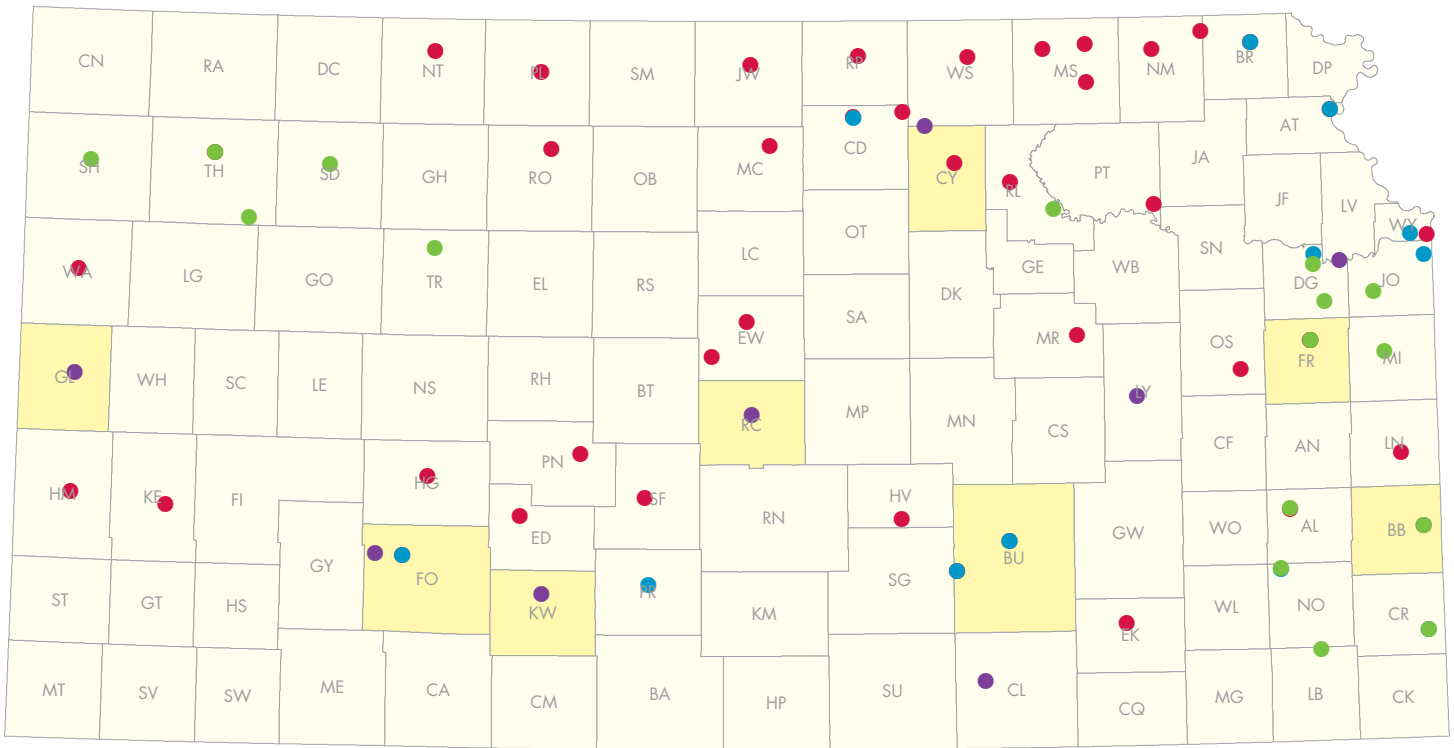 CN RA DC NT PL SM JW RP WS MS NM BR DP
SH TH SD GH RO OB MC CD CY RL PT JA AT
JF LV WY
WA LG GO TR EL RS LC OT DK GE WB SN DG JO
EW SA MR
GL WH SC LE NS RH BT RC MP MN CS LY OS FR MI
HM KE FI HG PN SF RN HV BU GW CF AN LN
ED WO AL BB
ST GT HS GY FO KW PR KM SG EK WL NO CR
MT SV SW ME CA CM BA HP SU CL CQ MG LB CK